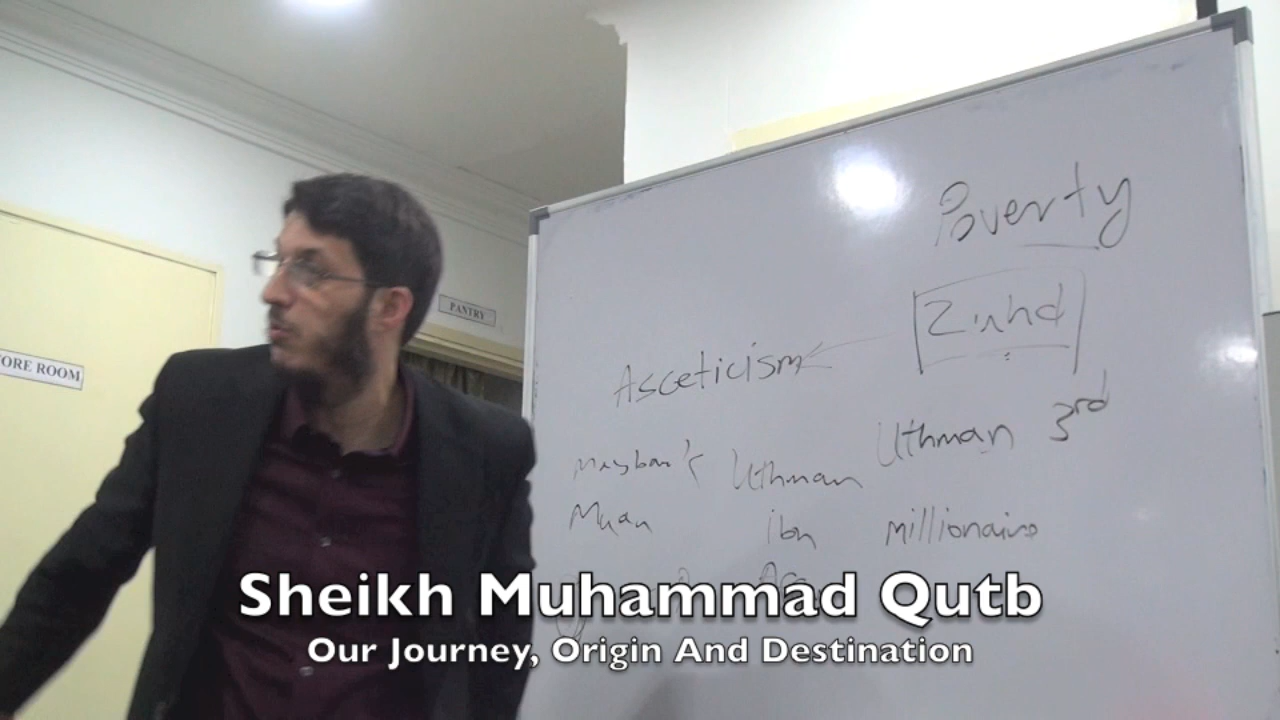 PANTRY
ORE ROOM
Poverty
Zuhd
Asceticism
Uthman 3rd
Uthman
ibn
Millionaire
Sheikh Muhammad Qutb
Our Journey, Origin And Destination